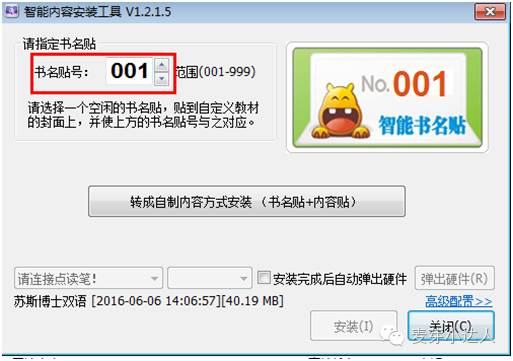 智能内容安装工具 V1.2.1.5
请指定书名贴
书名贴号： 001 范围(001-999)
请选择一个空闲的书名贴，贴到自定义教材
的封面上，并使上方的书名贴号与之对应。
No.001
智能书名贴
转成自制内容方式安装 （书名贴+内容贴）
请连接点读笔！
安装完成后自动弹出硬件
弹出硬件(R)
苏斯博士双语 [2016-06-06 14:06:57][40.19 MB]
高级配置>>
安装(I)
关闭(C)
麦芽小达人